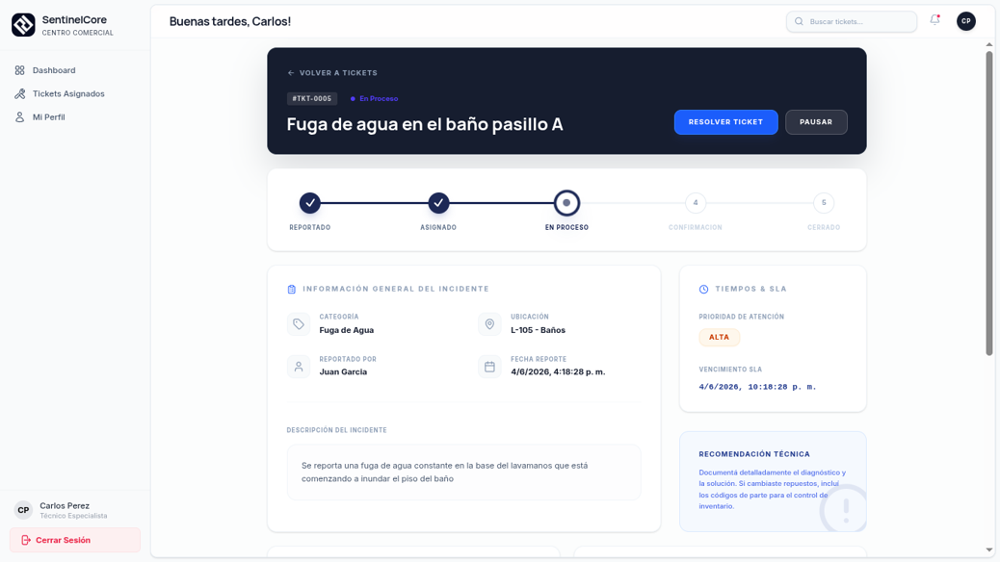 SentinelCore
CENTRO COMERCIAL
Dashboard
Tickets Asignados
Mi Perfil
Carlos Perez
CP
Técnico Especialista
Cerrar Sesión
Buenas tardes, Carlos!
Buscar tickets...
CP
VOLVER A TICKETS
#TKT-0005
En Proceso
Fuga de agua en el baño pasillo A
RESOLVER TICKET
PAUSAR
REPORTADO
ASIGNADO
EN PROCESO
4
CONFIRMACIÓN
5
CERRADO
INFORMACIÓN GENERAL DEL INCIDENTE
CATEGORÍA
Fuga de Agua
UBICACIÓN
L-105 - Baños
REPORTADO POR
Juan Garcia
FECHA REPORTE
4/6/2026, 4:18:28 p. m.
DESCRIPCIÓN DEL INCIDENTE
Se reporta una fuga de agua constante en la base del lavamanos que está
comenzando a inundar el piso del baño
TIEMPOS & SLA
PRIORIDAD DE ATENCIÓN
ALTA
VENCIMIENTO SLA
4/6/2026, 10:18:28 p. m.
RECOMENDACIÓN TÉCNICA
Documentá detalladamente el diagnóstico y
la solución. Si cambiaste repuestos, incluí
los códigos de parte para el control de
inventario.